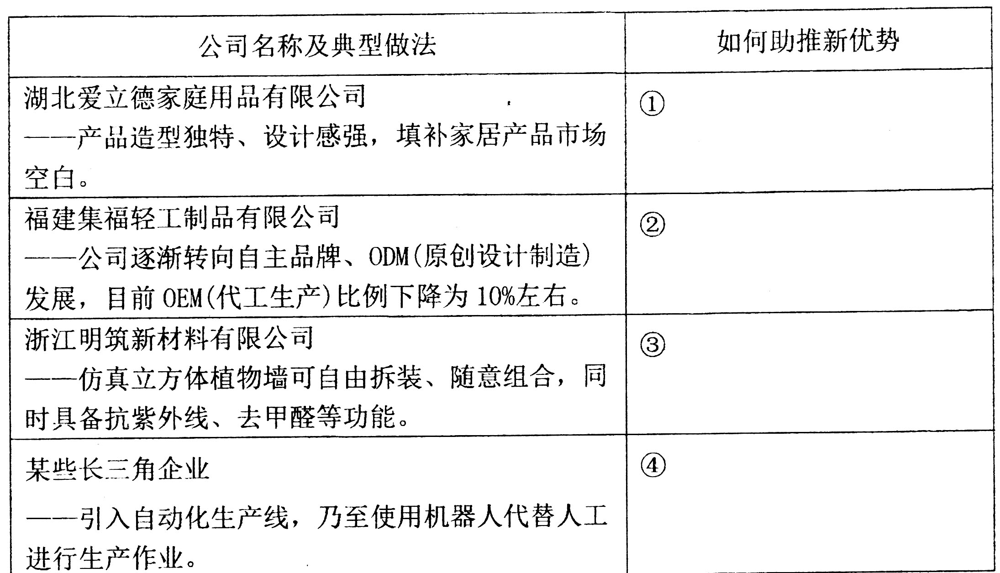 公司名称及典型做法
如何助推新优势
湖北爱立德家庭用品有限公司
——产品造型独特、设计感强，填补家居产品市场
空白。
①
福建集福轻工制品有限公司
——公司逐渐转向自主品牌、ODM(原创设计制造)
发展，目前 OEM(代工生产)比例下降为 10%左右。
②
浙江明筑新材料有限公司
——仿真立方体植物墙可自由拆装、随意组合，同
时具备抗紫外线、去甲醛等功能。
③
某些长三角企业
——引入自动化生产线，乃至使用机器人代替人工
进行生产作业。
④